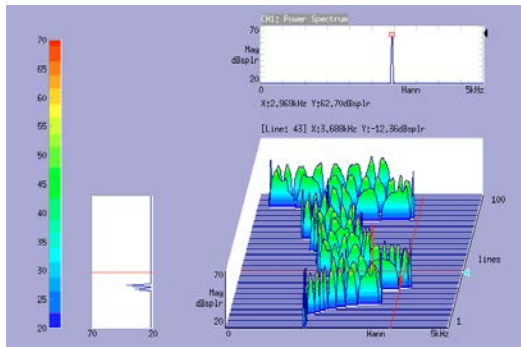 CH1: Power Spectrum
70
Mag
dBsplr
20
0 Hann 5kHz
X:2.969kHz Y:62.70dBsplr
[Line: 43] X:3.688kHz Y:-12.36dBsplr
70
65
60
55
50
45
40
35
30
25
20
70 20
100
lines
1
70
Mag
dBsplr
20
0 Hann 5kHz